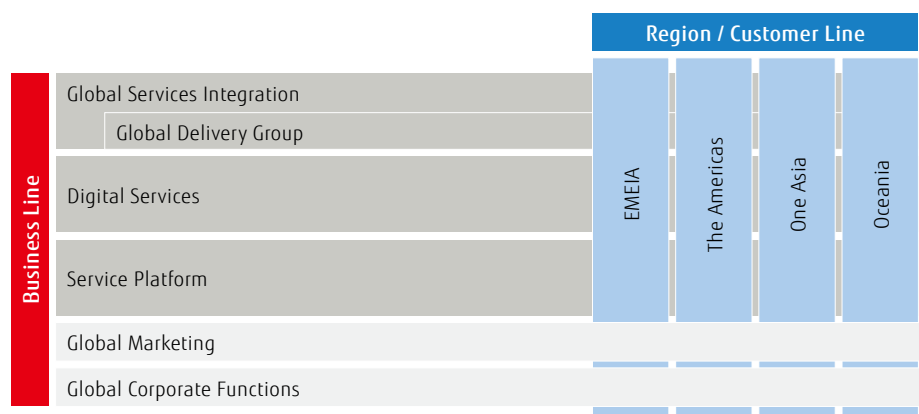 Region / Customer Line
Business Line
Global Services Integration
Global Delivery Group
Digital Services
Service Platform
Global Marketing
Global Corporate Functions
EMEIA
The Americas
One Asia
Oceania